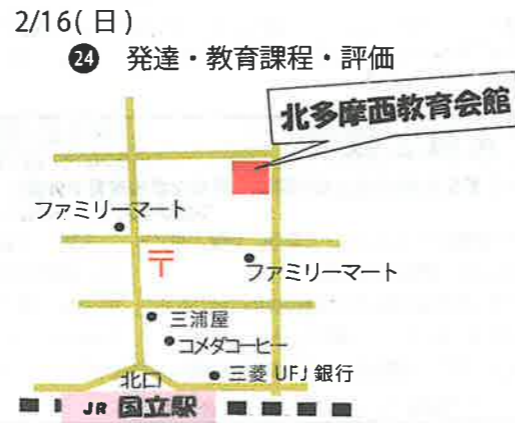 2/16(日)
㉔ 発達・教育課程・評価
北多摩西教育会館
ファミリーマート
〒
ファミリーマート
三浦屋
コメダコーヒー
北口
三菱 UFJ 銀行
JR 国立駅